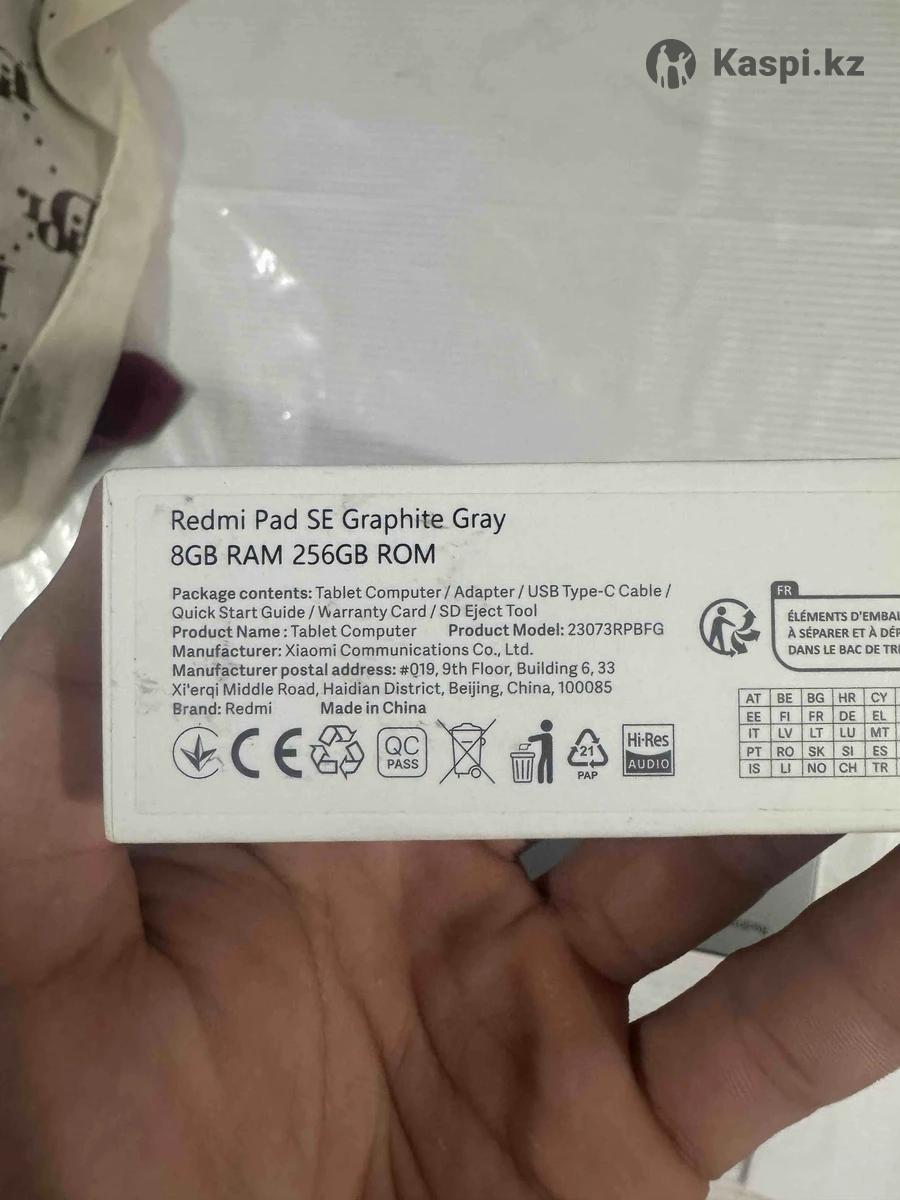 Kaspi.kz
Redmi Pad SE Graphite Gray
8GB RAM 256GB ROM
Package contents: Tablet Computer / Adapter / USB Type-C Cable /
Quick Start Guide / Warranty Card / SD Eject Tool
Product Name : Tablet Computer Product Model: 23073RPBFG
Manufacturer: Xiaomi Communications Co., Ltd.
Manufacturer postal address: #019, 9th Floor, Building 6, 33
Xi'erqi Middle Road, Haidian District, Beijing, China, 100085
Brand: Redmi Made in China
CE
QC
PASS
21
PAP
Hi-Res
AUDIO
FR
À SÉPARER ET À
DANS LE BAC DE
AT BE BG HR CY
EE FI FR DE EL
IT LV LT LU MT
PT RO SK SI ES
IS LI NO CH TR